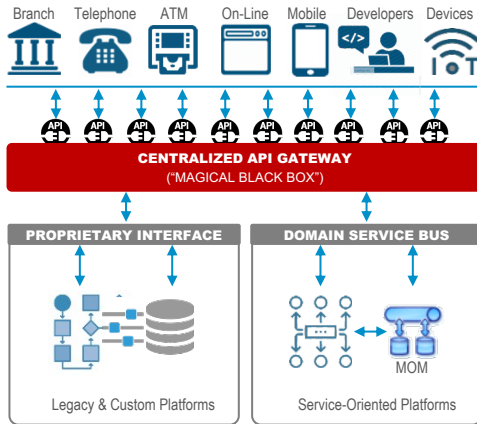 Branch Telephone ATM On-Line Mobile Developers Devices
</>
IOT
API API API API API API API API API API
CENTRALIZED API GATEWAY
("MAGICAL BLACK BOX")
PROPRIETARY INTERFACE DOMAIN SERVICE BUS
MOM
Legacy & Custom Platforms Service-Oriented Platforms